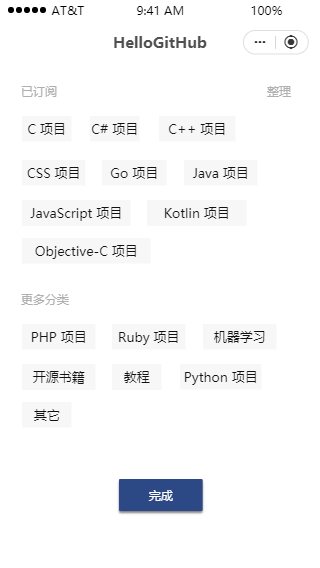 AT&T 9:41 AM 100%
HelloGitHub
已订阅 整理
C 项目 C# 项目 C++ 项目
CSS 项目 Go 项目 Java 项目
JavaScript 项目 Kotlin 项目
Objective-C 项目
更多分类
PHP 项目 Ruby 项目 机器学习
开源书籍 教程 Python 项目
其它
完成